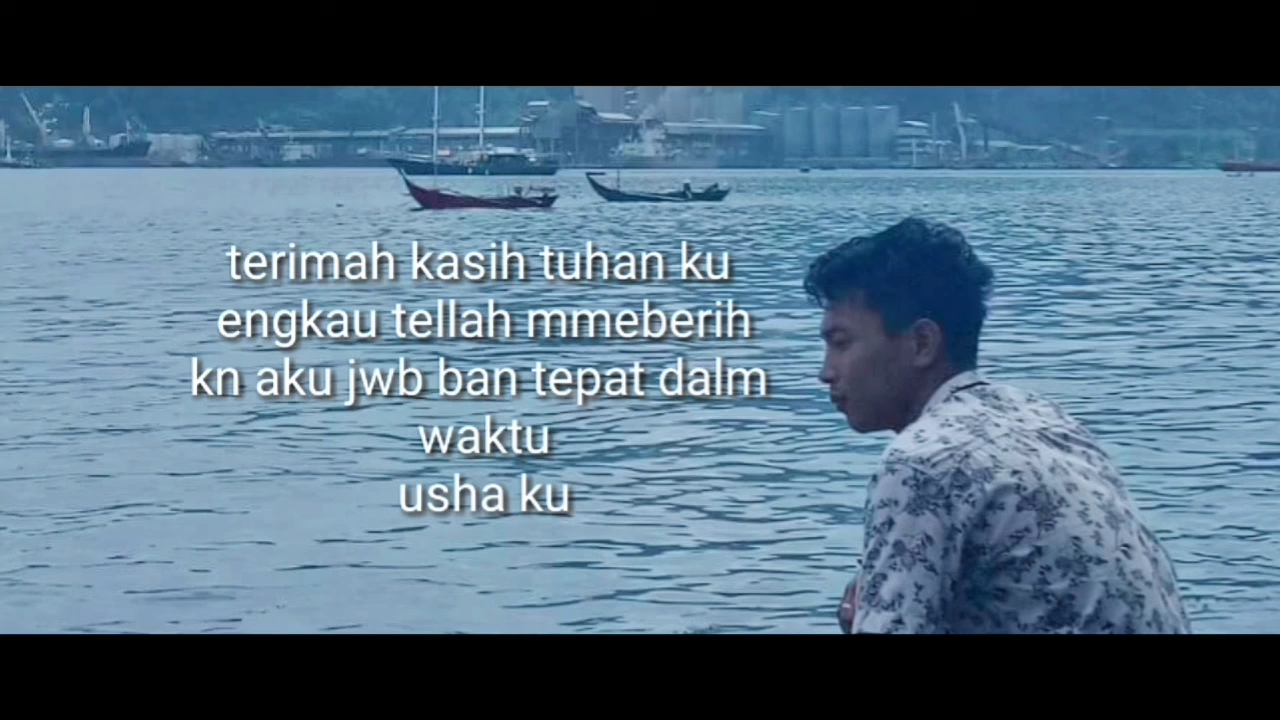 terimah kasih tuhan ku
engkau tellah mmeberih
kn aku jwb ban tepat dalm
waktu
usha ku